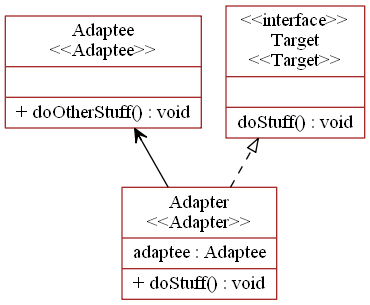 Adaptee
<<Adaptee>>
+ doOtherStuff() : void
<<interface>>
Target
<<Target>>
doStuff() : void
Adapter
<<Adapter>>
adaptee : Adaptee
+ doStuff() : void